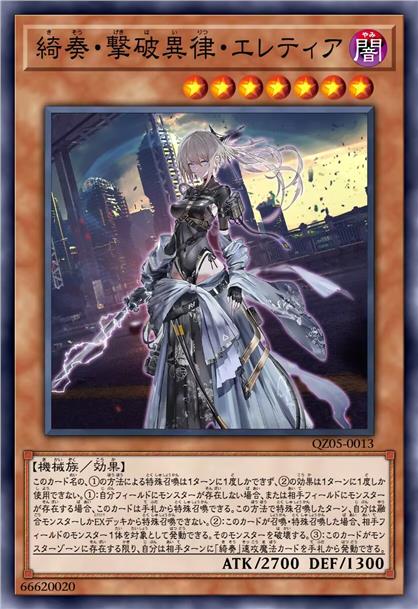 綺奏・撃破異律・エレティア
闇
QZ05-0013
【機械族／効果】
このカード名の、①の方法による特殊召喚は1ターンに1度しかできず、②の効果は1ターンに1度しか
使用できない。①：自分フィールドにモンスターが存在しない場合、または相手フィールドにモンスター
が存在する場合、このカードは手札から特殊召喚できる。この方法で特殊召喚したターン、自分は融
合モンスターしかEXデッキから特殊召喚できない。②：このカードが召喚・特殊召喚した場合、相手フィ
ールドのモンスター1体を対象として発動できる。そのモンスターを破壊する。③：このカードがモ
ンスターゾーンに存在する限り、自分は相手ターンに「綺奏」速攻魔法カードを手札から発動できる。
ATK/2700 DEF/1300
66620020